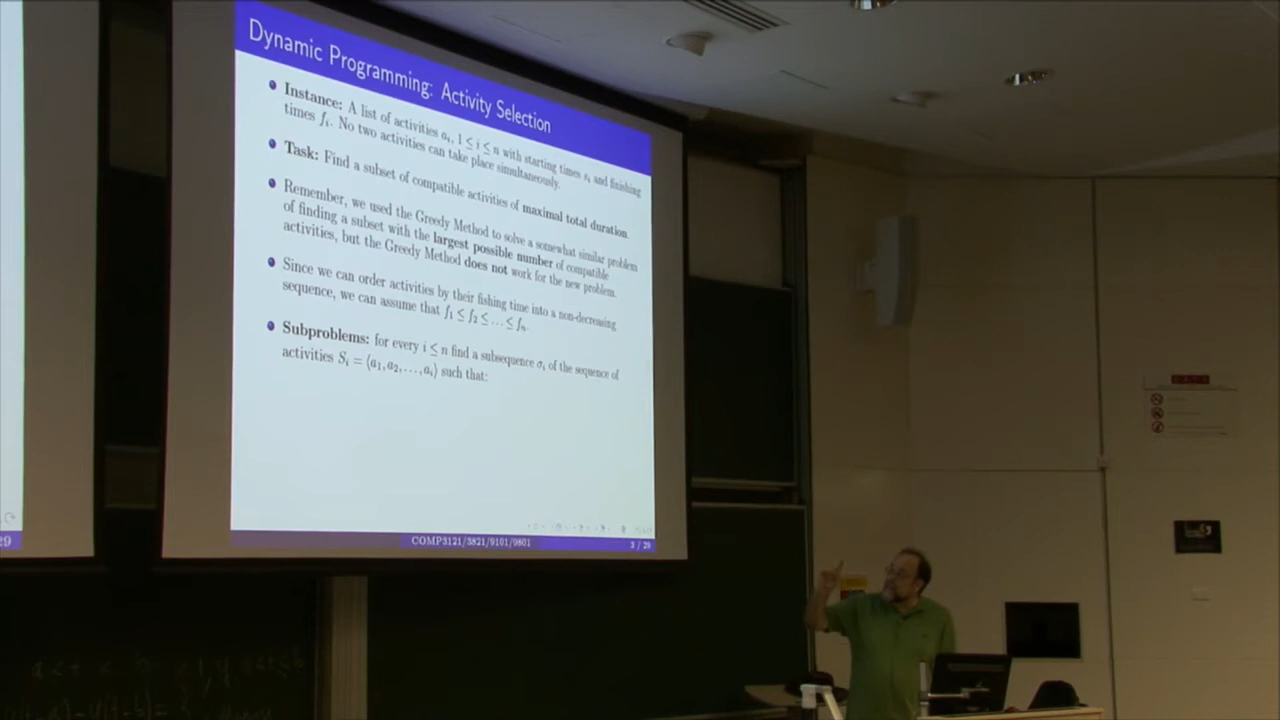 Dynamic Programming: Activity Selection
Instance: A list of activities aᵢ, 1 ≤ i ≤ n with starting times sᵢ and finishing
times fᵢ. No two activities can take place simultaneously.
Task: Find a subset of compatible activities of maximal total duration.
Remember, we used the Greedy Method to solve a somewhat similar problem
of finding a subset with the largest possible number of compatible
activities, but the Greedy Method does not work for the new problem.
Since we can order activities by their fishing time into a non-decreasing
sequence, we can assume that f₁ ≤ f₂ ≤ ... ≤ fₙ.
Subproblems: for every i ≤ n find a subsequence σᵢ of the sequence of
activities Sᵢ = ⟨a₁, a₂, ..., aᵢ⟩ such that:
COMP3121/3821/9101/9801
3 / 29
29